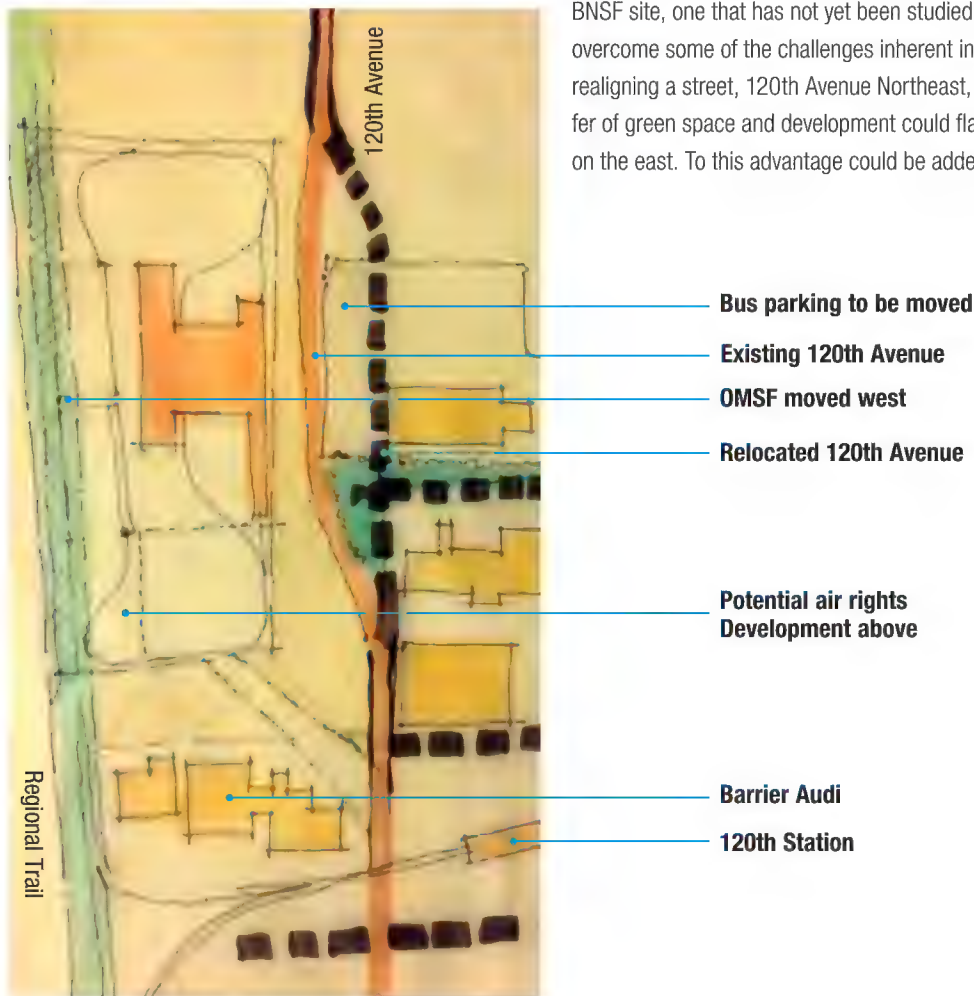 BNSF site, one that has not yet been studied
overcome some of the challenges inherent in
realigning a street, 120th Avenue Northeast,
fer of green space and development could fla
on the east. To this advantage could be adde
120th Avenue
Bus parking to be moved
Existing 120th Avenue
OMSF moved west
Relocated 120th Avenue
Potential air rights
Development above
Barrier Audi
120th Station
Regional Trail